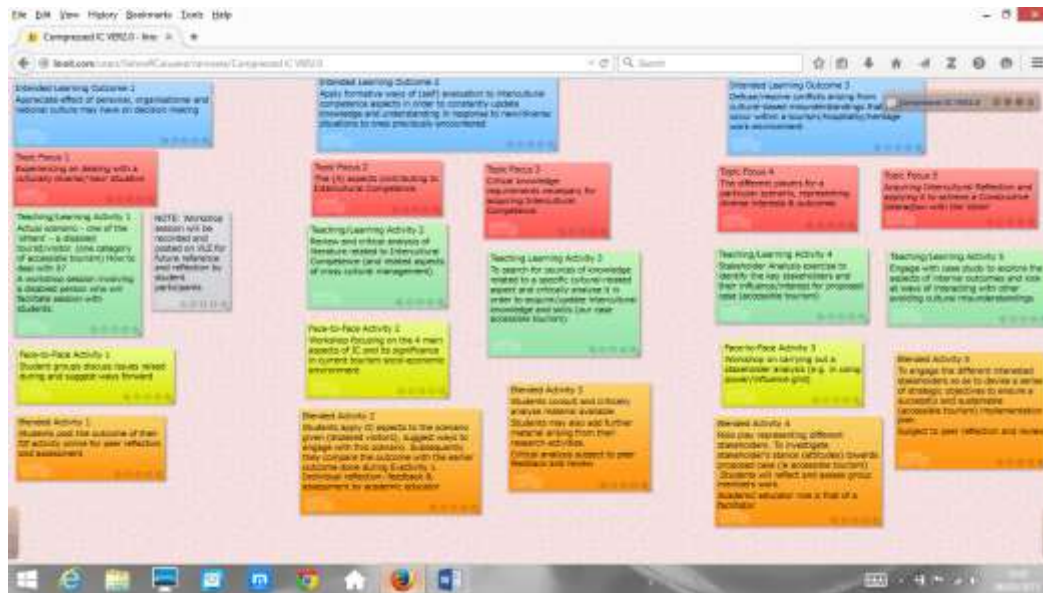 File Edit View History Bookmarks Tools Help
Compressed IC VER2.0 - lino
Search
Intended Learning Outcome 1
Appreciate effect of personal, organisational and
national culture may have on decision making
Topic Focus 1
Experiencing an dealing with a
culturally diverse/'new' situation
Teaching/Learning Activity 1
Actual scenario - one of the
'others' - a disabled
tourist/visitor (one category
of accessible tourism) How to
deal with it?
A workshop session involving
a disabled person who will
facilitate session with
students.
NOTE: Workshop
session will be
recorded and
posted on VLE for
future reference
and reflection by
student
participants
Face-to-Face Activity 1
Student groups discuss issues raised
during and suggest ways forward
Blended Activity 1
Students post the outcome of their
F2F activity online for peer reflection
and assessment
Intended Learning Outcome 2
Apply formative ways of (self) evaluation to intercultural
competence aspects in order to constantly update
knowledge and understanding in response to new/diverse
situations to ones previously encountered
Topic Focus 2
The (4) aspects contributing to
Intercultural Competence
Teaching/Learning Activity 2
Review and critical analysis of
literature related to Intercultural
Competence (and related aspects
of cross cultural management)
Face-to-Face Activity 2
Workshop focusing on the 4 main
aspects of IC and its significance
in current tourism socio-economic
environment
Blended Activity 2
Students apply IC aspects to the scenario
given (disabled visitors). Suggest ways to
engage with this scenario. Subsequently
they compare the outcome with the earlier
outcome done during
Individual reflection; feedback &
assessment by academic educator
Topic Focus 3
Critical knowledge
requirements necessary for
acquiring Intercultural
Competence
Teaching Learning Activity 3
To search for sources of knowledge
related to a specific cultural-related
aspect and critically analyse it in
order to acquire/update intercultural
knowledge and skills (our case
accessible tourism)
Blended Activity 3
Students consult and critically
analyse material available
Students may also add further
material arising from their
research activities.
Critical analysis subject to peer
feedback and review
Intended Learning Outcome 3
Defuse/resolve conflicts arising from
culture-based misunderstandings that
occur within a tourism/hospitality/heritage
work environment
Compressed IC VER2.0
Topic Focus 4
The different players for a
particular scenario, representing
diverse interests & outcomes
Teaching/Learning Activity 4
Stakeholder Analysis exercise to
identify the key stakeholders and
their influence/interest for proposed
case (accessible tourism)
Face-to-Face Activity 3
Workshop on carrying out a
stakeholder analysis (e.g. in using
power/influence grid)
Blended Activity 4
Role play representing different
stakeholders. To investigate
stakeholder's stance (attitudes) towards
proposed case (ie accessible tourism)
Students will reflect and assess group
members work
Academic educator role is that of a
facilitator
Topic Focus 5
Acquiring Intercultural Reflection and
applying it to achieve a Constructive
Interaction with the 'other'
Teaching/Learning Activity 5
Engage with case study to explore the
aspects of internal outcomes and look
at ways of interacting with other
avoiding cultural misunderstandings
Blended Activity 5
To engage the different interested
stakeholders so as to devise a series
of strategic objectives to ensure a
successful and sustainable
(accessible tourism) implementation
plan.
Subject to peer reflection and review